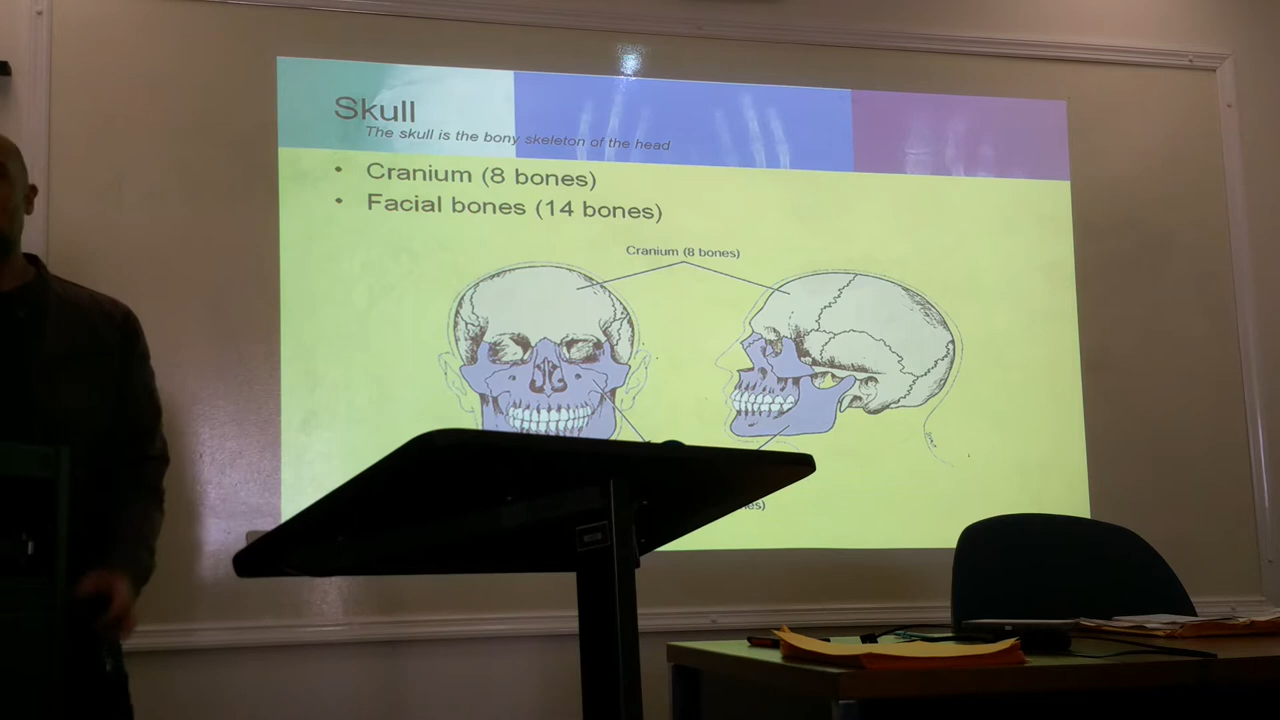 Skull
The skull is the bony skeleton of the head
• Cranium (8 bones)
• Facial bones (14 bones)
Cranium (8 bones)